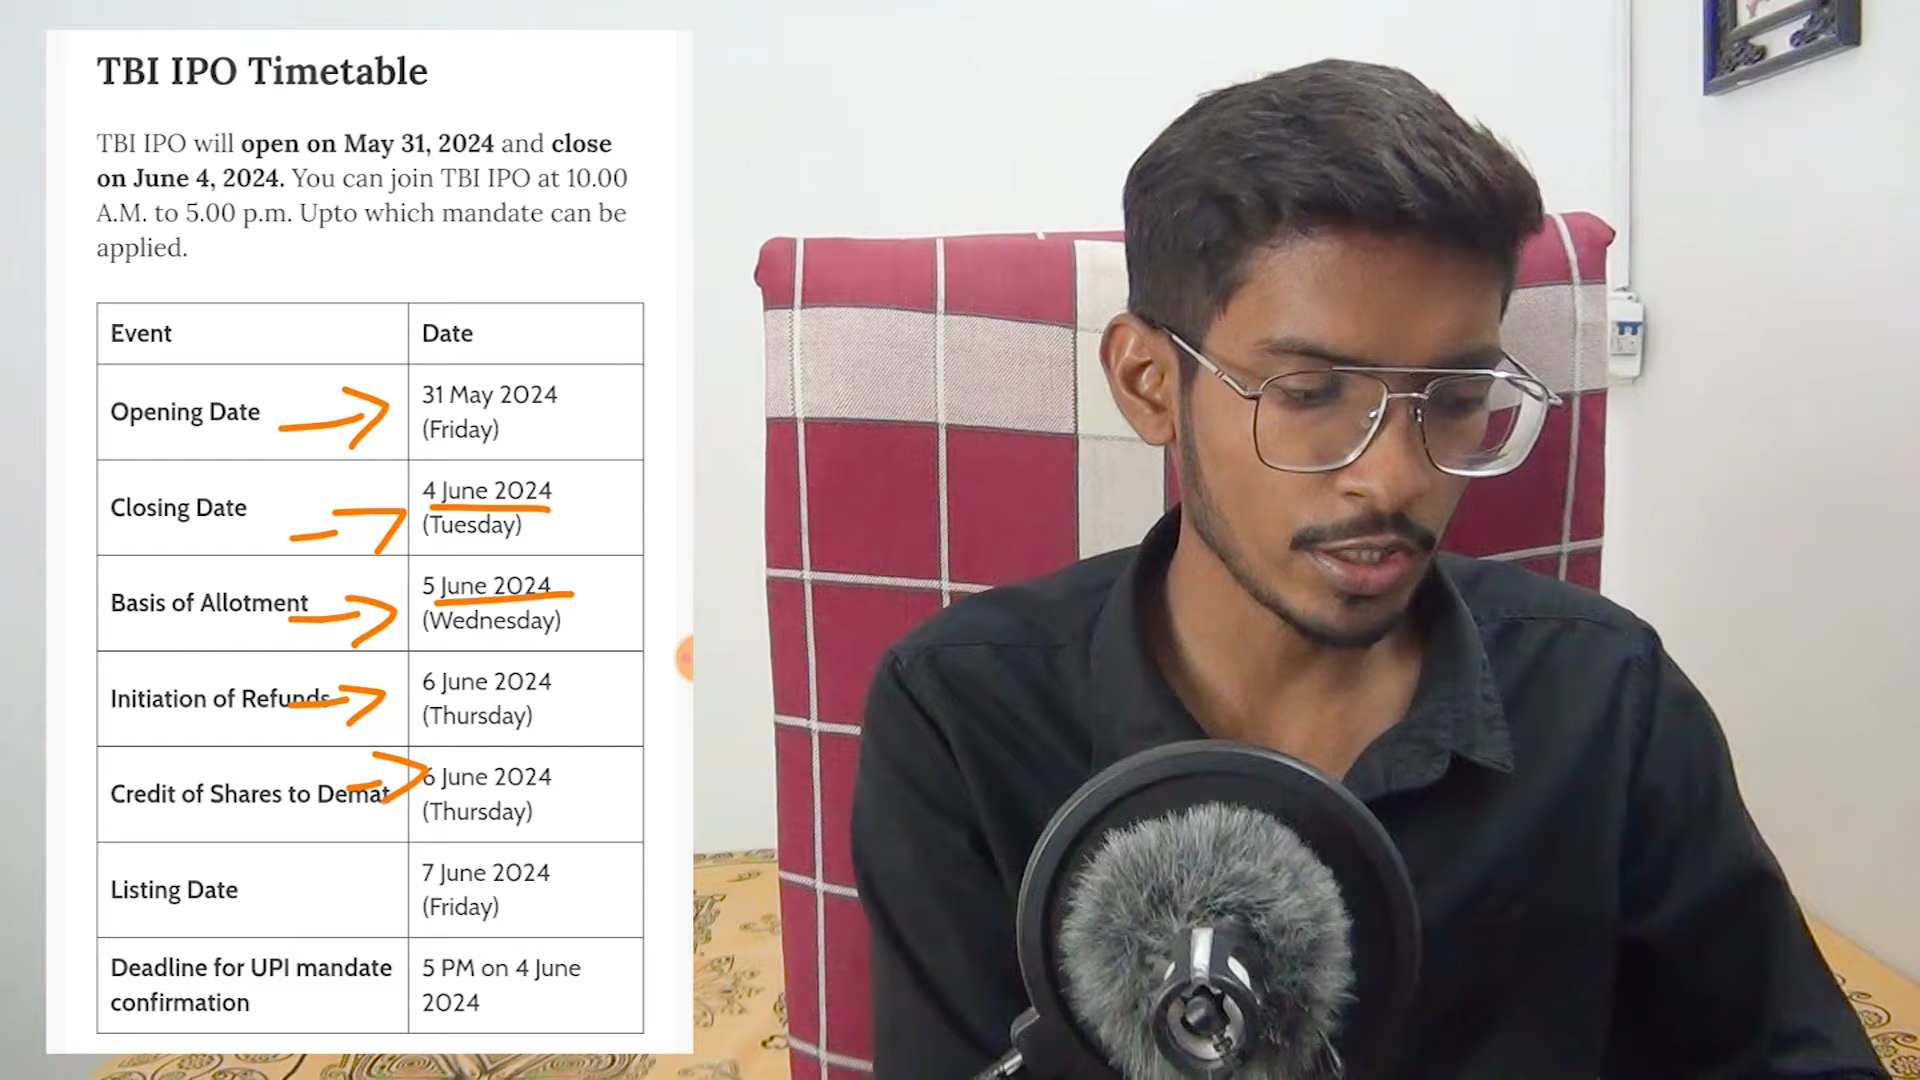 TBI IPO Timetable
TBI IPO will open on May 31, 2024 and close
on June 4, 2024. You can join TBI IPO at 10.00
A.M. to 5.00 p.m. Upto which mandate can be
applied.
Event Date
Opening Date 31 May 2024
(Friday)
Closing Date 4 June 2024
(Tuesday)
Basis of Allotment 5 June 2024
(Wednesday)
Initiation of Refunds 6 June 2024
(Thursday)
Credit of Shares to Demat 6 June 2024
(Thursday)
Listing Date 7 June 2024
(Friday)
Deadline for UPI mandate
confirmation
5 PM on 4 June
2024